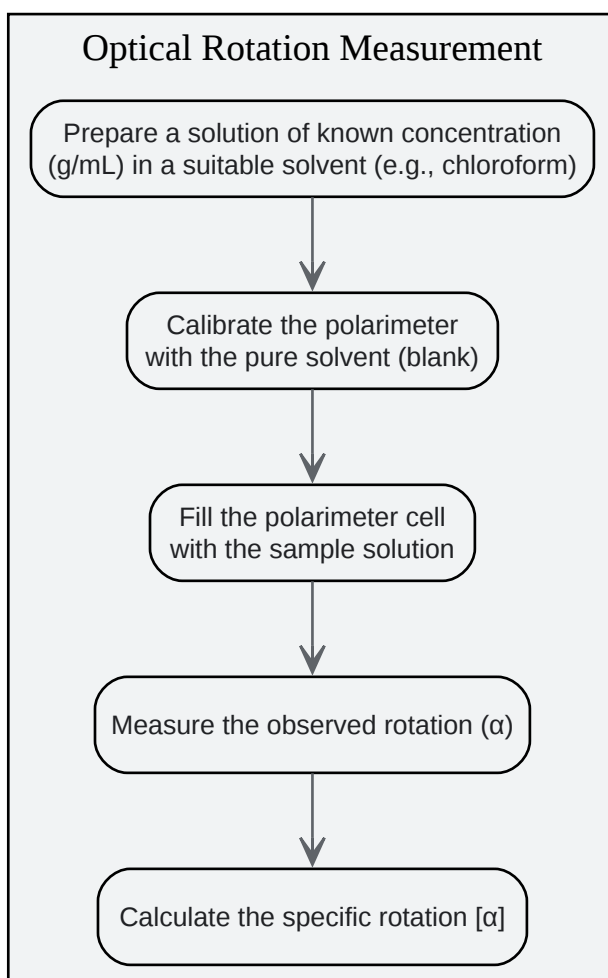 Optical Rotation Measurement
Prepare a solution of known concentration
(g/mL) in a suitable solvent (e.g., chloroform)
Calibrate the polarimeter
with the pure solvent (blank)
Fill the polarimeter cell
with the sample solution
Measure the observed rotation (α)
Calculate the specific rotation [α]